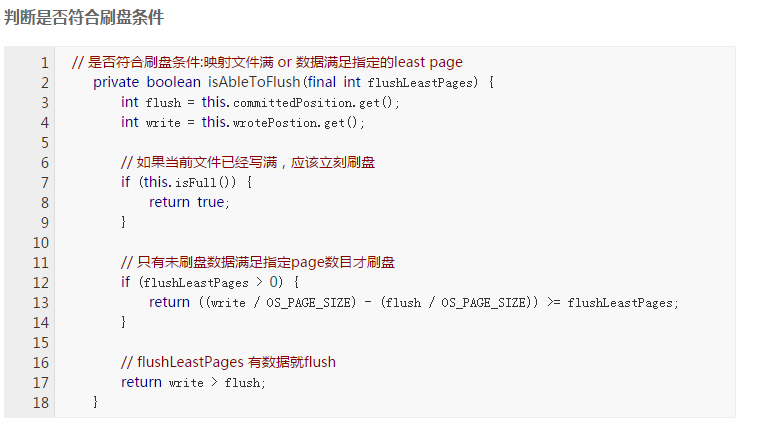 判断是否符合刷盘条件
1 // 是否符合刷盘条件:映射文件满 or 数据满足指定的least page
2 private boolean isAbleToFlush(final int flushLeastPages) {
3 int flush = this.committedPosition.get();
4 int write = this.wrotePostion.get();
5
6 // 如果当前文件已经写满，应该立刻刷盘
7 if (this.isFull()) {
8 return true;
9 }
10
11 // 只有未刷盘数据满足指定page数目才刷盘
12 if (flushLeastPages > 0) {
13 return ((write / OS_PAGE_SIZE) - (flush / OS_PAGE_SIZE)) >= flushLeastPages;
14 }
15
16 // flushLeastPages 有数据就flush
17 return write > flush;
18 }